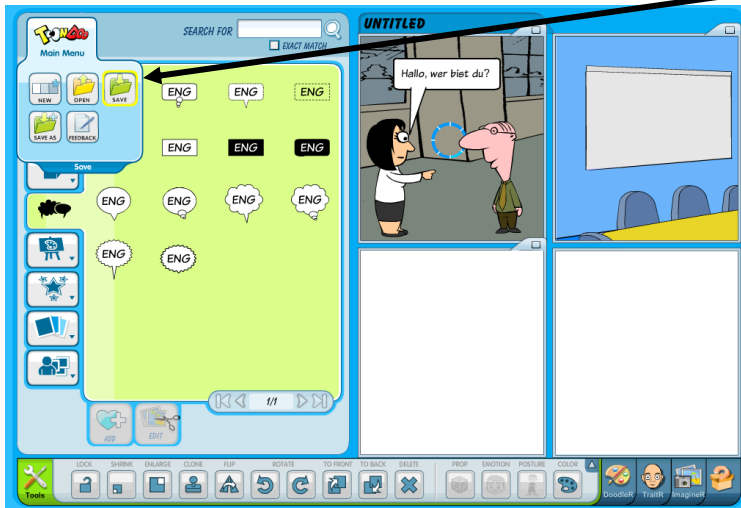 TOONDOO
Main Menu
SEARCH FOR
EXACT MATCH
UNTITLED
NEW OPEN SAVE
SAVE AS FEEDBACK
Save
ENG ENG ENG
ENG ENG ENG
ENG ENG ENG ENG
ENG ENG
Hallo, wer bist du?
1/1
ADD EDIT
Tools
LOCK SHRINK ENLARGE CLONE FLIP ROTATE TO FRONT TO BACK DELETE PROP EMOTION POSTURE COLOR
DoodleR TraitR ImagineR